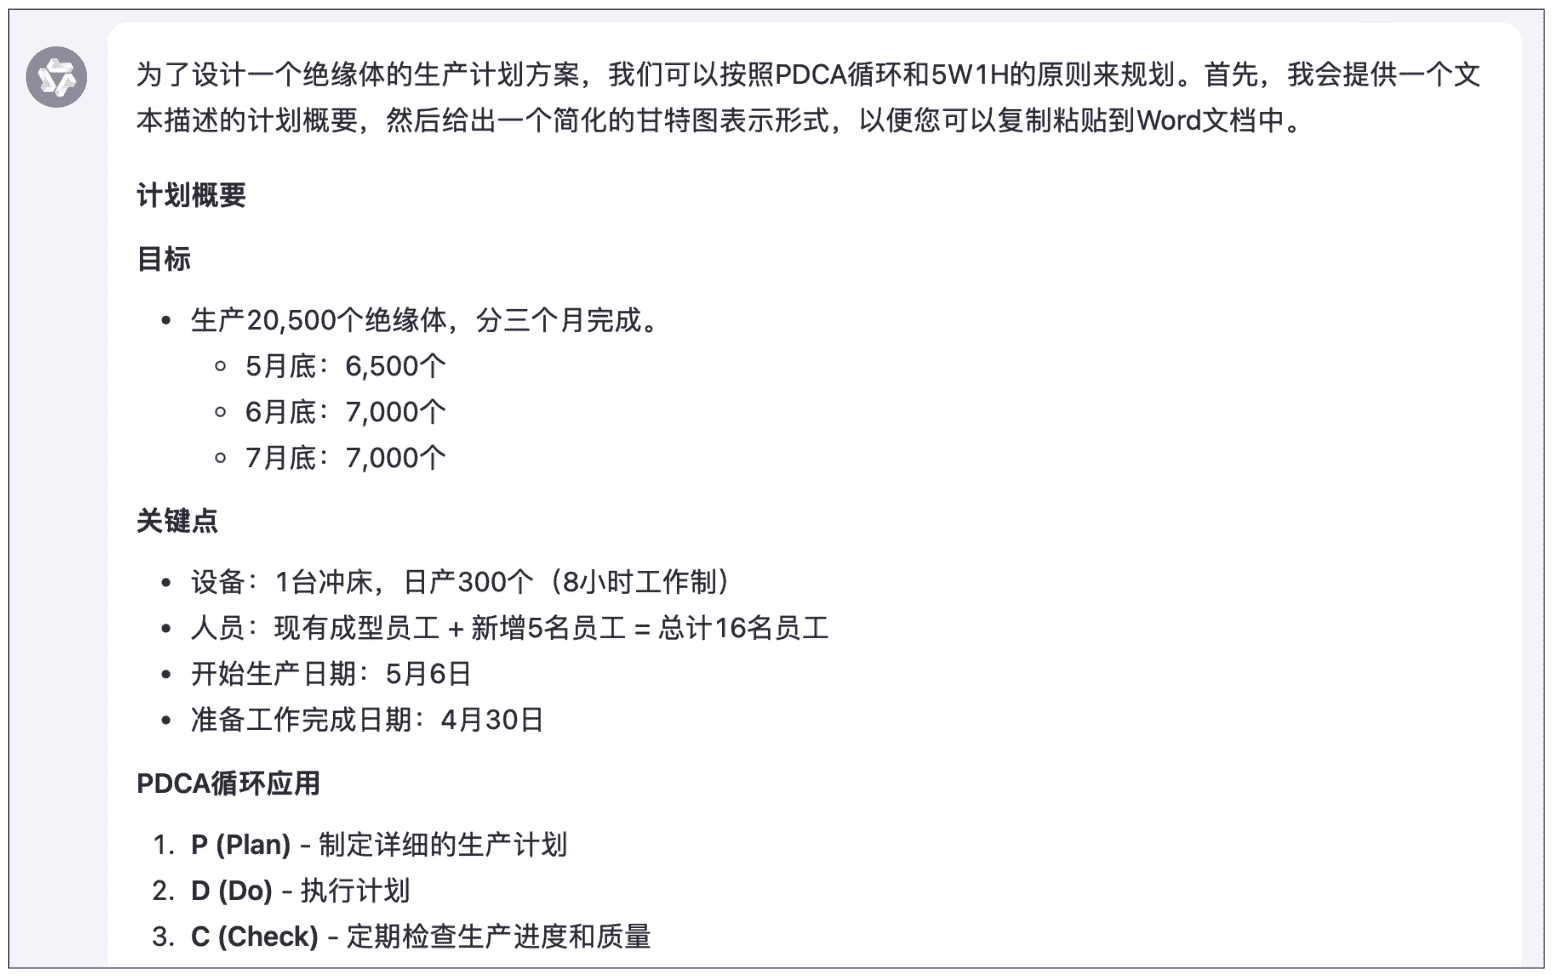 为了设计一个绝缘体的生产计划方案，我们可以按照PDCA循环和5W1H的原则来规划。首先，我会提供一个文
本描述的计划概要，然后给出一个简化的甘特图表示形式，以便您可以复制粘贴到Word文档中。
计划概要
目标
• 生产20,500个绝缘体，分三个月完成。
◦ 5月底：6,500个
◦ 6月底：7,000个
◦ 7月底：7,000个
关键点
• 设备：1台冲床，日产300个（8小时工作制）
• 人员：现有成型员工 + 新增5名员工 = 总计16名员工
• 开始生产日期：5月6日
• 准备工作完成日期：4月30日
PDCA循环应用
1. P (Plan) - 制定详细的生产计划
2. D (Do) - 执行计划
3. C (Check) - 定期检查生产进度和质量